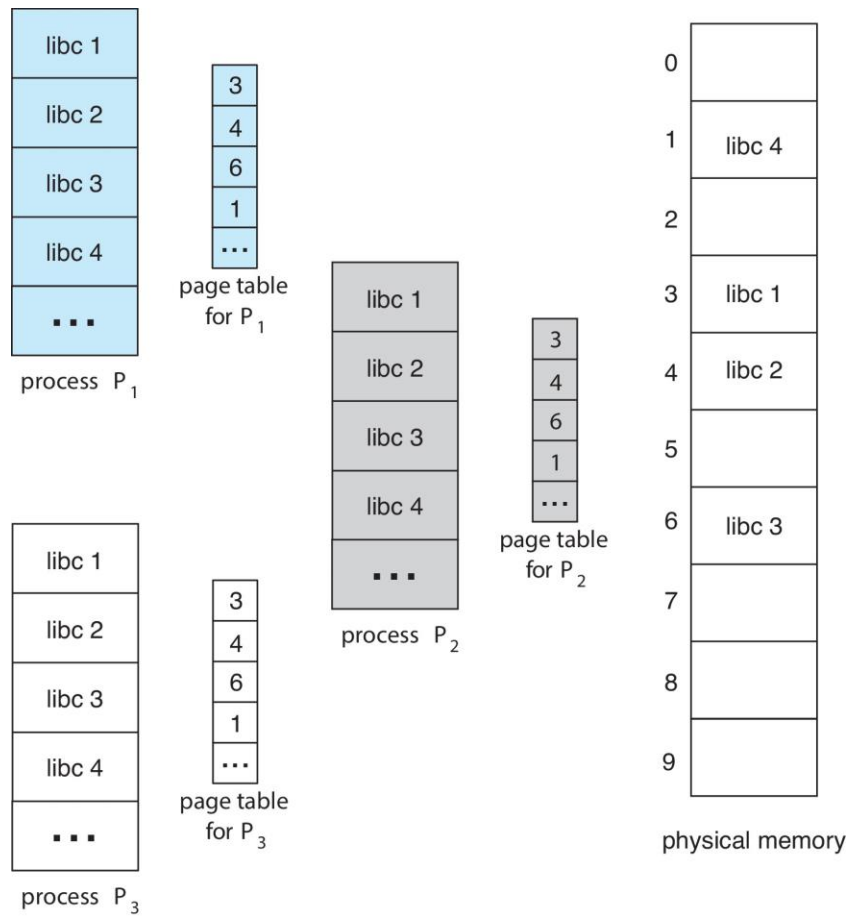 libc 1
libc 2
libc 3
libc 4
...
process P1
3
4
6
1
...
page table
for P1
libc 1
libc 2
libc 3
libc 4
...
process P2
3
4
6
1
...
page table
for P2
libc 1
libc 2
libc 3
libc 4
...
process P3
3
4
6
1
...
page table
for P3
0
1 libc 4
2
3 libc 1
4 libc 2
5
6 libc 3
7
8
9
physical memory